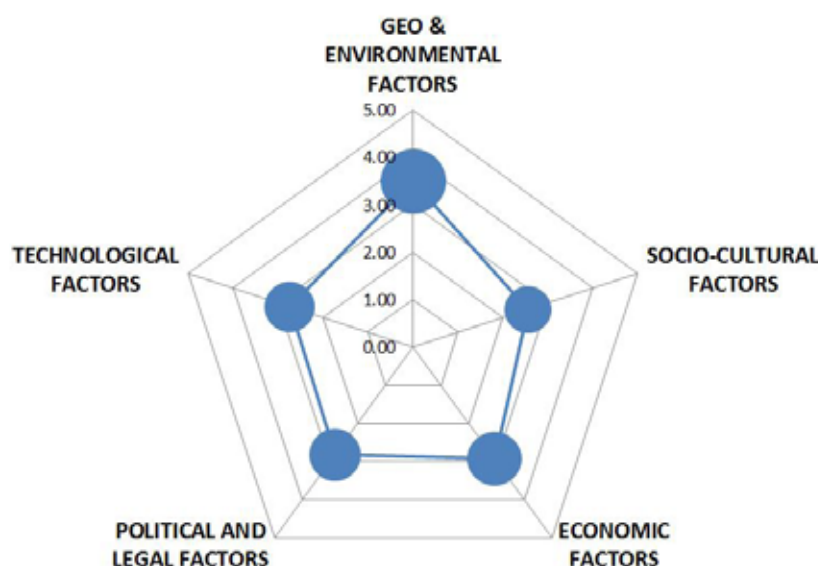 GEO &
ENVIRONMENTAL
FACTORS
5.00
4.00
3.00
2.00
1.00
0.00
TECHNOLOGICAL
FACTORS
SOCIO-CULTURAL
FACTORS
POLITICAL AND
LEGAL FACTORS
ECONOMIC
FACTORS